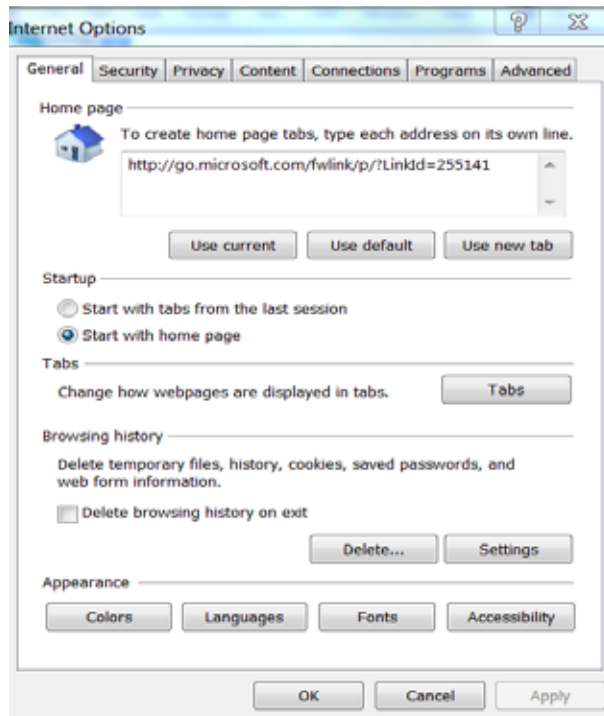 Internet Options
General Security Privacy Content Connections Programs Advanced
Home page
To create home page tabs, type each address on its own line.
http://go.microsoft.com/fwlink/p/?LinkId=255141
Use current Use default Use new tab
Startup
Start with tabs from the last session
Start with home page
Tabs
Change how webpages are displayed in tabs. Tabs
Browsing history
Delete temporary files, history, cookies, saved passwords, and
web form information.
Delete browsing history on exit
Delete... Settings
Appearance
Colors Languages Fonts Accessibility
OK Cancel Apply